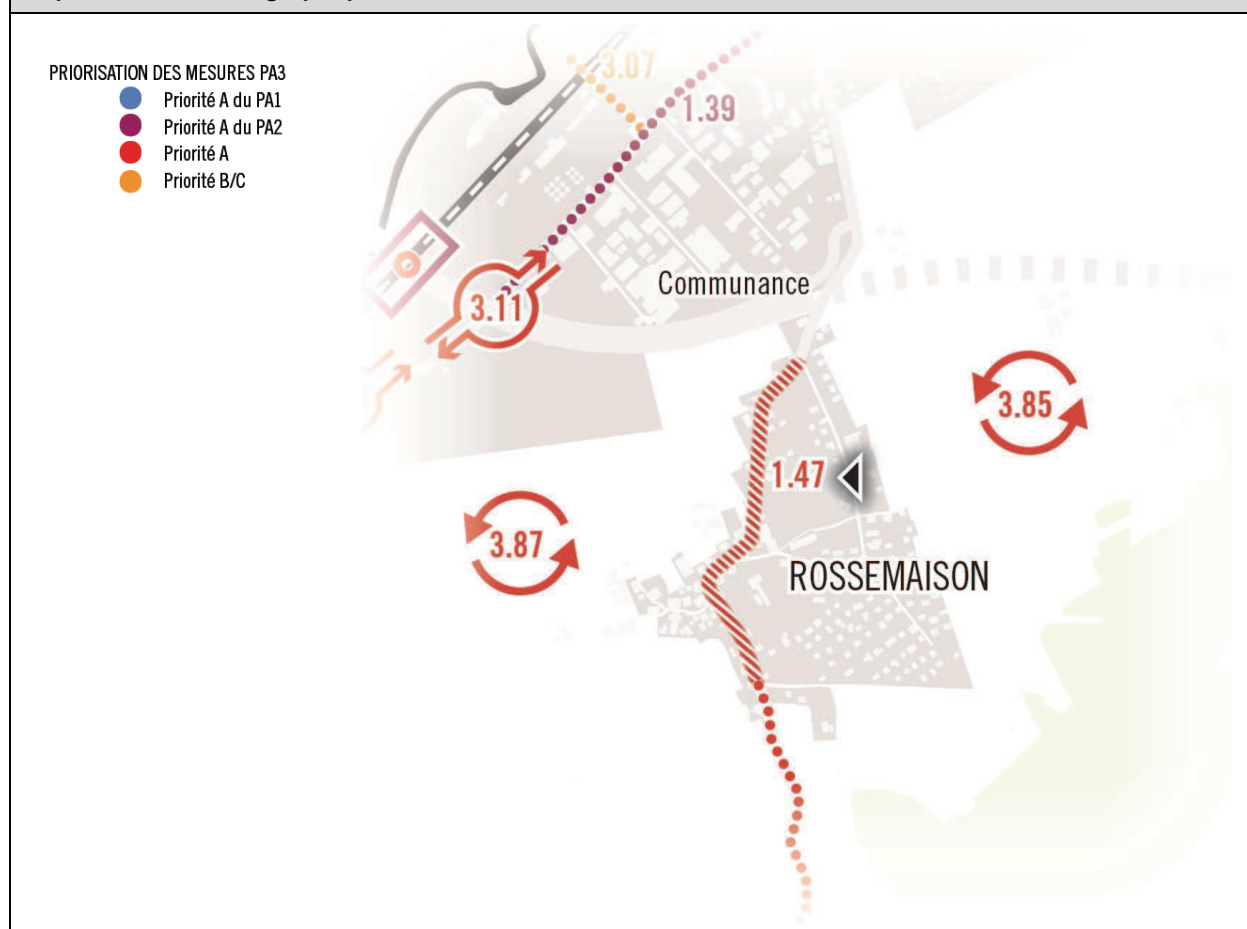 PRIORISATION DES MESURES PA3
Priorité A du PA1
Priorité A du PA2
Priorité A
Priorité B/C
3.07
1.39
Communance
3.11
3.85
1.47
3.87
ROSSEMAISON